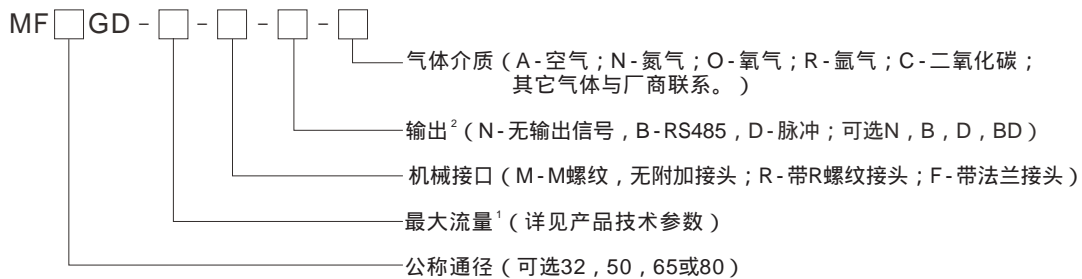 MF□GD-□-□-□-□
气体介质（A-空气；N-氮气；O-氧气；R-氩气；C-二氧化碳；
其它气体与厂商联系。）
输出²（N-无输出信号，B-RS485，D-脉冲；可选N，B，D，BD）
机械接口（M-M螺纹，无附加接头；R-带R螺纹接头；F-带法兰接头）
最大流量¹（详见产品技术参数）
公称通径（可选32，50，65或80）